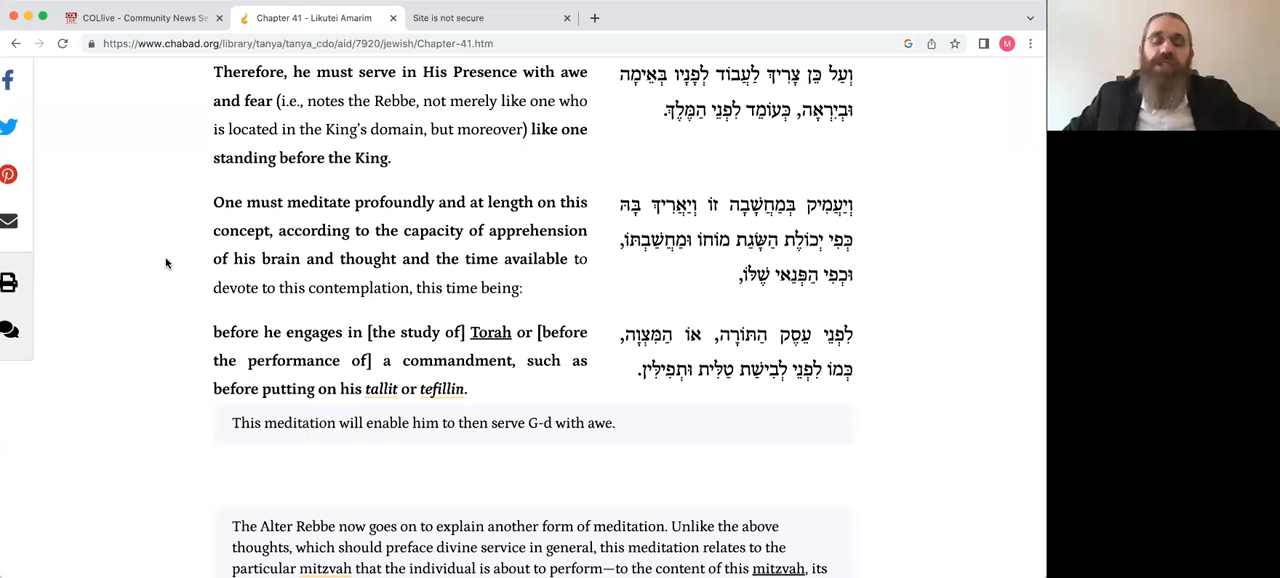 COLlive - Community News Se
Chapter 41 - Likutei Amarim
Site is not secure
https://www.chabad.org/library/tanya/tanya_cdo/aid/7920/jewish/Chapter-41.htm
M
Therefore, he must serve in His Presence with awe
and fear (i.e., notes the Rebbe, not merely like one who
is located in the King's domain, but moreover) like one
standing before the King.
וְעַל כֵּן צָרִיךְ לַעֲבוֹד לְפָנָיו בְּאֵימָה
וּבְיִרְאָה, כְּעוֹמֵד לִפְנֵי הַמֶּלֶךְ.
One must meditate profoundly and at length on this
concept, according to the capacity of apprehension
of his brain and thought and the time available to
devote to this contemplation, this time being:
וְיַעֲמִיק בְּמַחֲשָׁבָה זוֹ וְיַאֲרִיךְ בָּהּ
כְּפִי יְכוֹלֶת הַשָּׂגַת מוֹחוֹ וּמַחֲשַׁבְתּוֹ,
וּכְפִי הַפְּנַאי שֶׁלּוֹ,
before he engages in [the study of] Torah or [before
the performance of] a commandment, such as
before putting on his tallit or tefillin.
לִפְנֵי עֵסֶק הַתּוֹרָה, אוֹ הַמִּצְוָה,
כְּמוֹ לִפְנֵי לְבִישַׁת טַלִּית וּתְפִילִּין.
This meditation will enable him to then serve G-d with awe.
The Alter Rebbe now goes on to explain another form of meditation. Unlike the above
thoughts, which should preface divine service in general, this meditation relates to the
particular mitzvah that the individual is about to perform—to the content of this mitzvah, its